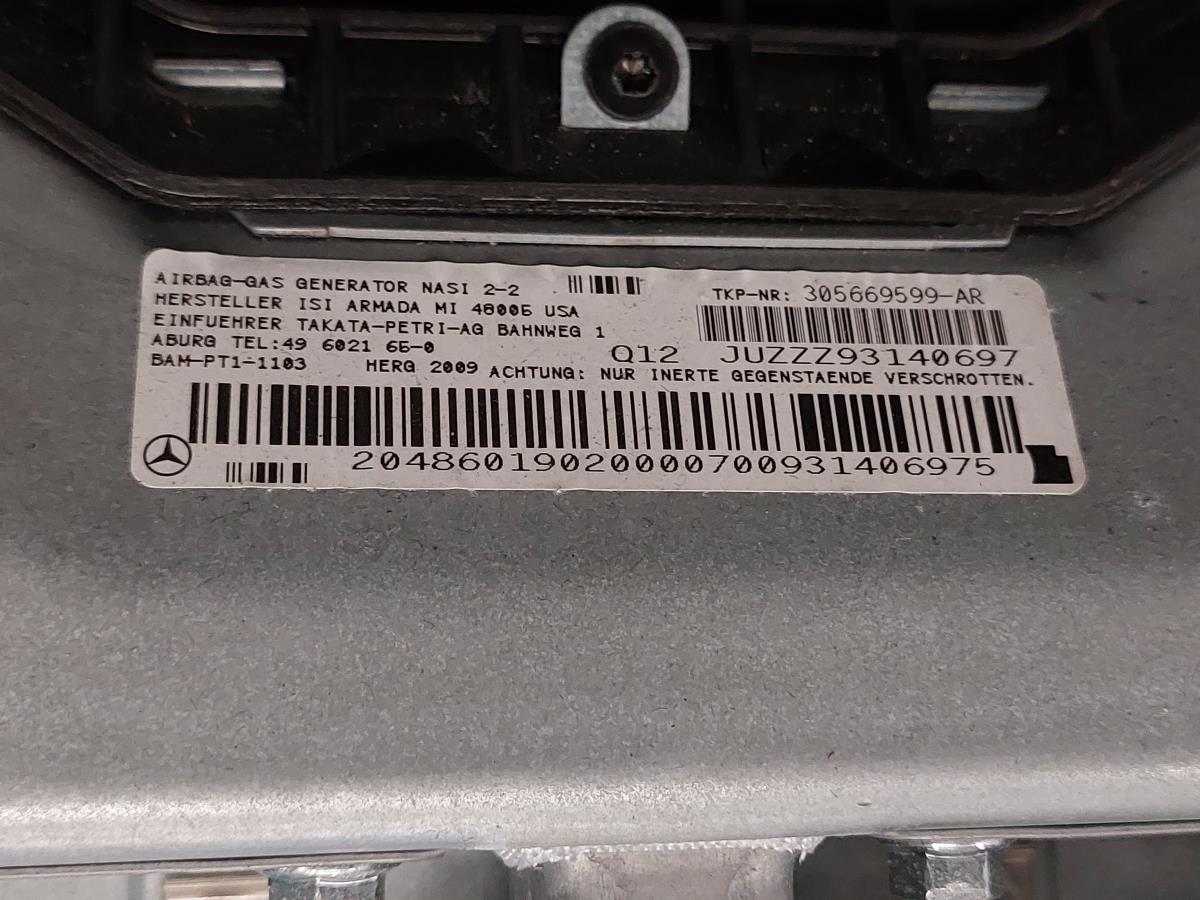 AIRBAG-GAS GENERATOR NASI 2-2
HERSTELLER ISI ARMADA MI 48005 USA
EINFUEHRER TAKATA-PETRI-AG BAHNWEG 1
ABURG TEL:49 6021 65-0
BAM-PT1-1103 HERG 2009 ACHTUNG: NUR INERTE GEGENSTAENDE VERSCHROTTEN.
TKP-NR: 305669599-AR
Q12 JUZZZ93140697
20486019020000700931406975